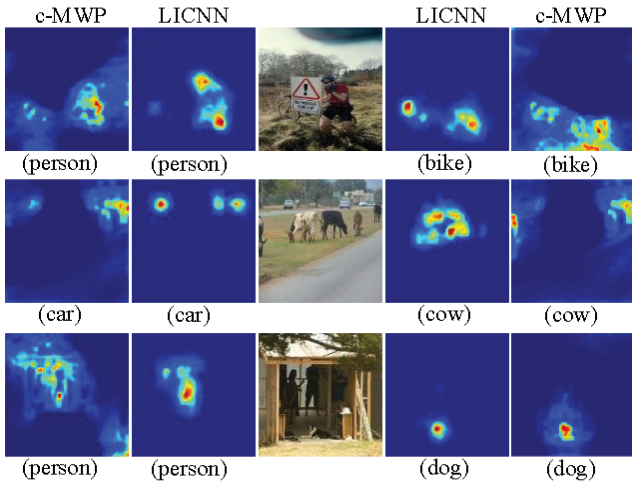 c-MWP LICNN LICNN c-MWP
(person) (person) (bike) (bike)
(car) (car) (cow) (cow)
(person) (person) (dog) (dog)